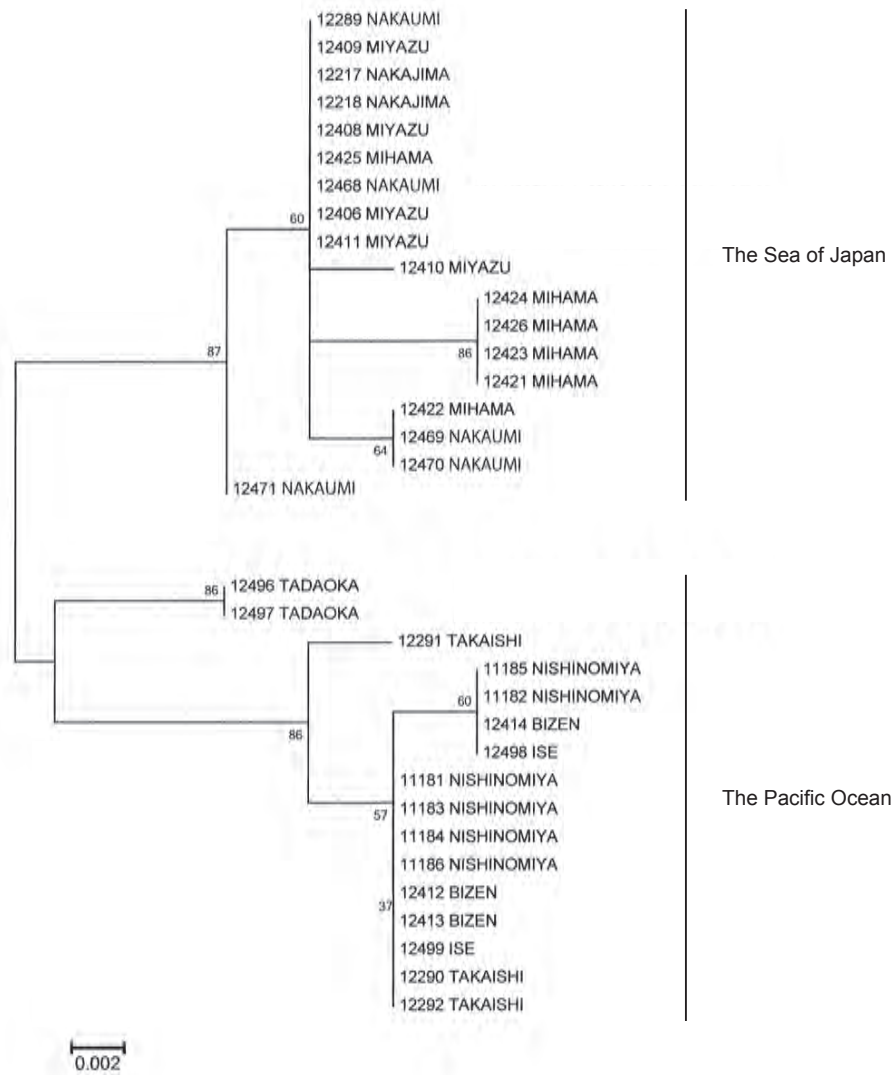 12289 NAKAUMI
12409 MIYAZU
12217 NAKAJIMA
12218 NAKAJIMA
12408 MIYAZU
12425 MIHAMA
12468 NAKAUMI
12406 MIYAZU
60
12411 MIYAZU
The Sea of Japan
12410 MIYAZU
12424 MIHAMA
12426 MIHAMA
87
86
12423 MIHAMA
12421 MIHAMA
12422 MIHAMA
12469 NAKAUMI
64
12470 NAKAUMI
12471 NAKAUMI
86
12496 TADAOKA
12497 TADAOKA
12291 TAKAISHI
11185 NISHINOMIYA
60
11182 NISHINOMIYA
12414 BIZEN
86
12498 ISE
11181 NISHINOMIYA
The Pacific Ocean
57
11183 NISHINOMIYA
11184 NISHINOMIYA
11186 NISHINOMIYA
12412 BIZEN
37
12413 BIZEN
12499 ISE
12290 TAKAISHI
12292 TAKAISHI
0.002